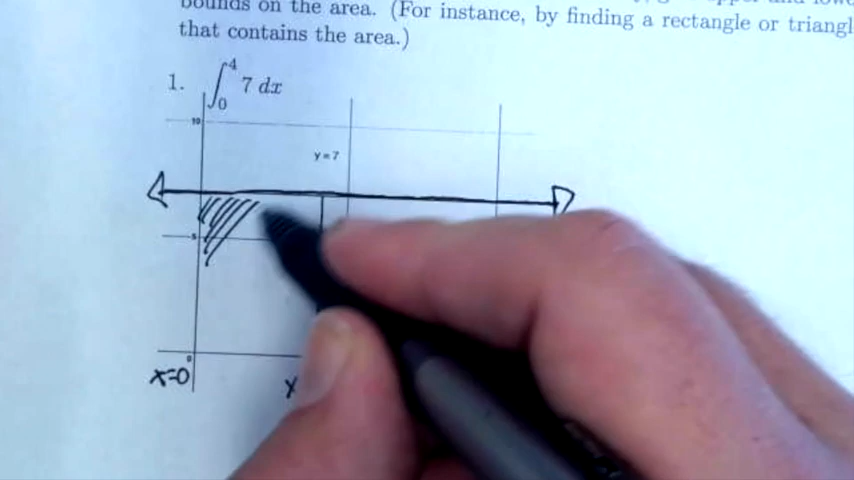 bounds on the area. (For instance, by finding a rectangle or triangl
that contains the area.)
1. ∫₀⁴ 7 dx
10
y = 7
5
0
x=0
x